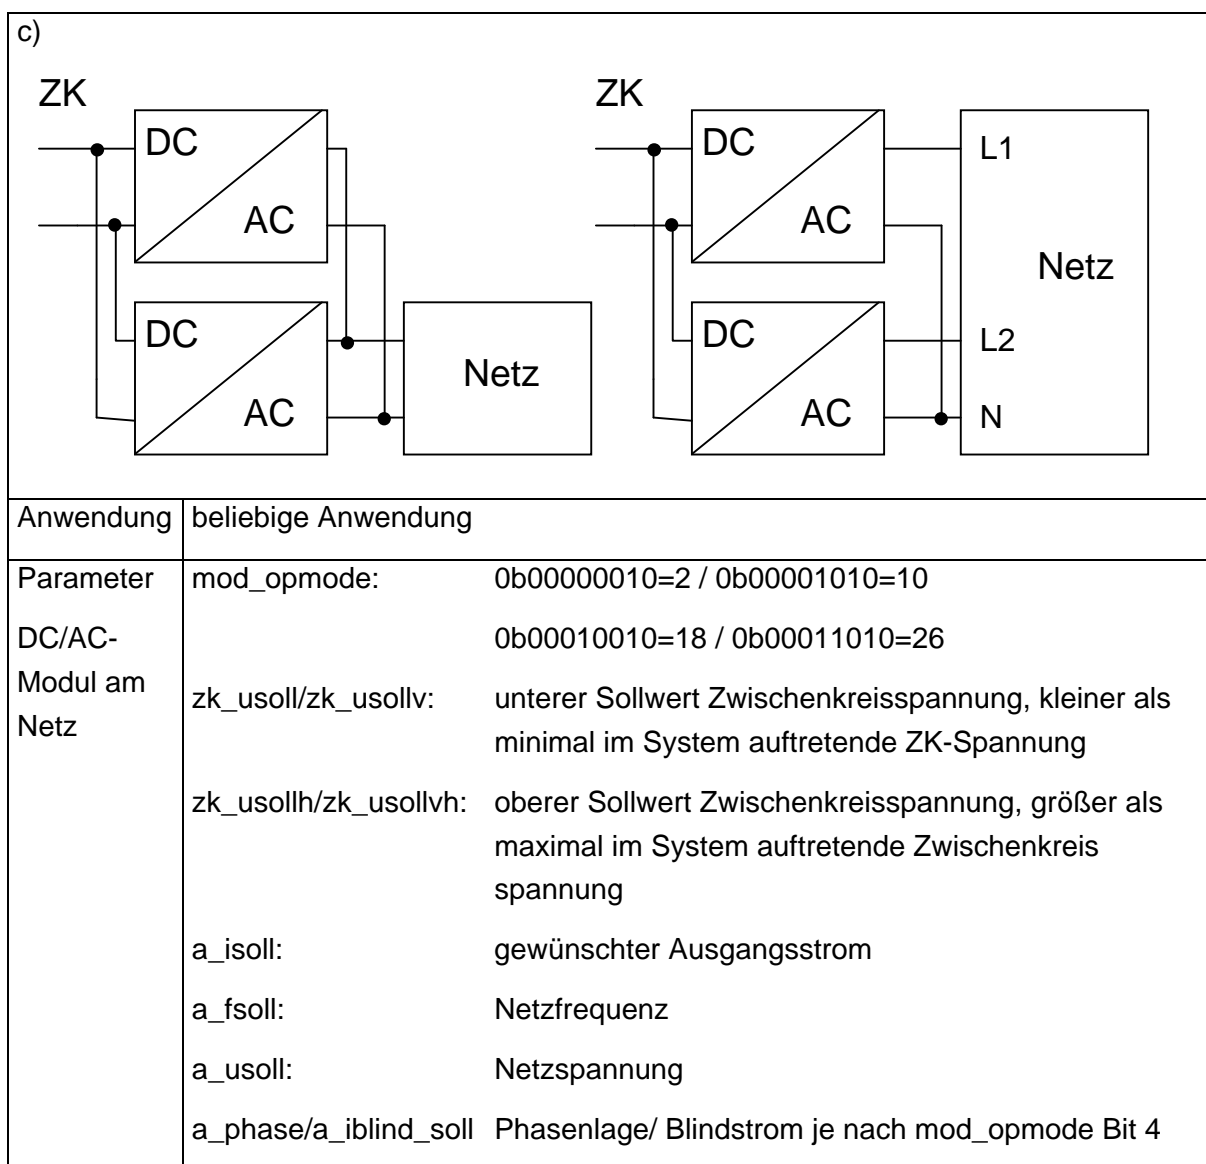 c)
ZK
DC
AC
DC
AC
Netz
ZK
DC
AC
DC
AC
L1
Netz
L2
N
Anwendung
beliebige Anwendung
Parameter
DC/AC-
Modul am
Netz
mod_opmode: 0b00000010=2 / 0b00001010=10
0b00010010=18 / 0b00011010=26
zk_usoll/zk_usollv: unterer Sollwert Zwischenkreisspannung, kleiner als
minimal im System auftretende ZK-Spannung
zk_usollh/zk_usollvh: oberer Sollwert Zwischenkreisspannung, größer als
maximal im System auftretende Zwischenkreis
spannung
a_isoll: gewünschter Ausgangsstrom
a_fsoll: Netzfrequenz
a_usoll: Netzspannung
a_phase/a_iblind_soll Phasenlage/ Blindstrom je nach mod_opmode Bit 4